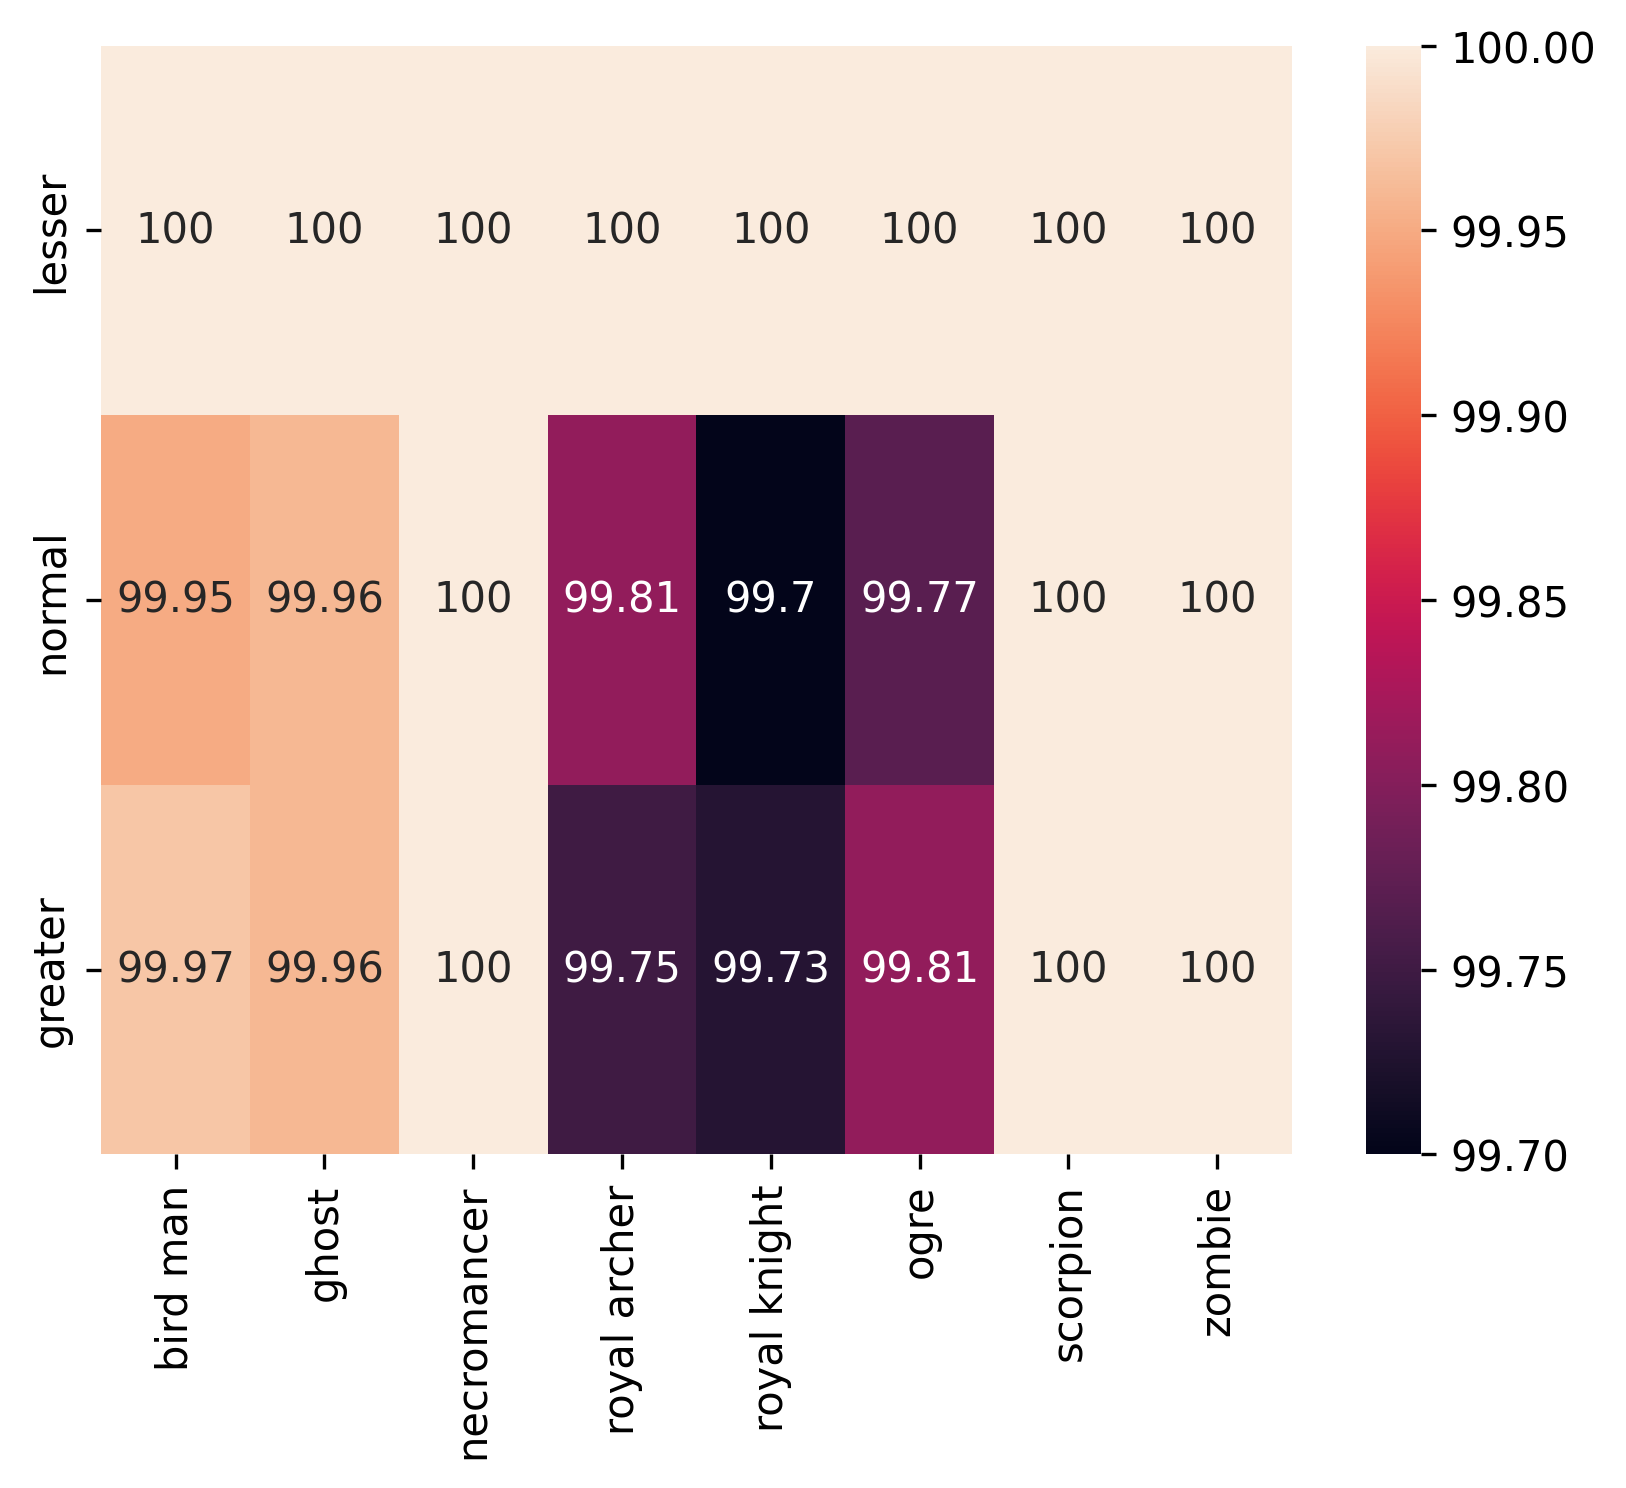 100.00
lesser 100 100 100 100 100 100 100 100 99.95
99.90
normal 99.95 99.96 100 99.81 99.7 99.77 100 100 99.85
99.80
greater 99.97 99.96 100 99.75 99.73 99.81 100 100 99.75
99.70
bird man ghost necromancer royal archer royal knight ogre scorpion zombie